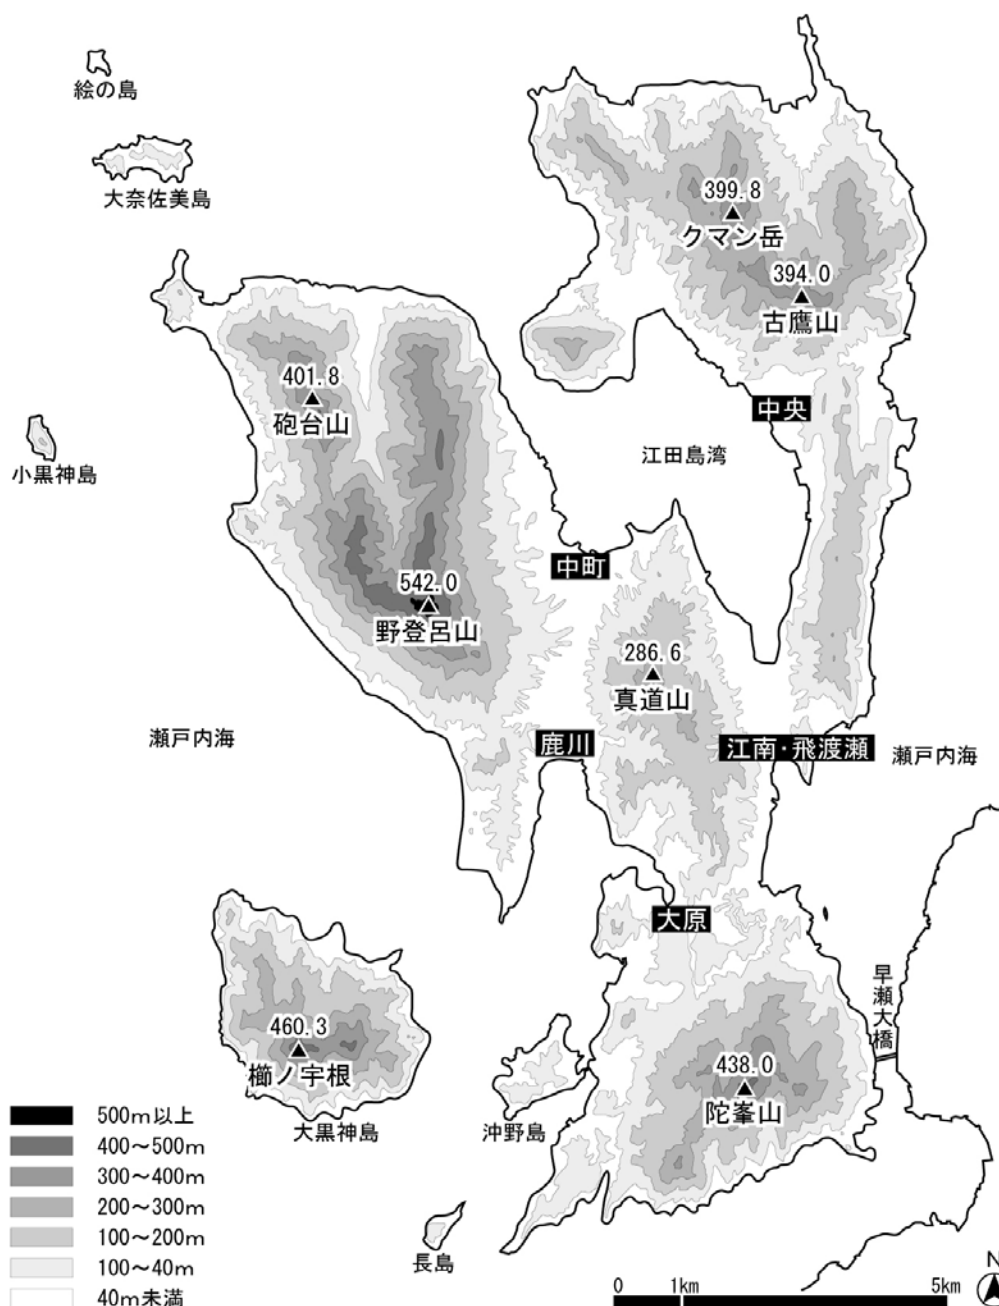 絵の島
大奈佐美島
399.8
クマン岳
394.0
古鷹山
401.8
砲台山
中央
小黒神島
江田島湾
中町
542.0
野登呂山
286.6
真道山
瀬戸内海
鹿川
江南・飛渡瀬
瀬戸内海
大原
早瀬大橋
460.3
櫛ノ宇根
438.0
陀峯山
大黒神島
沖野島
長島
500m以上
400～500m
300～400m
200～300m
100～200m
100～40m
40m未満
N
0 1km 5km